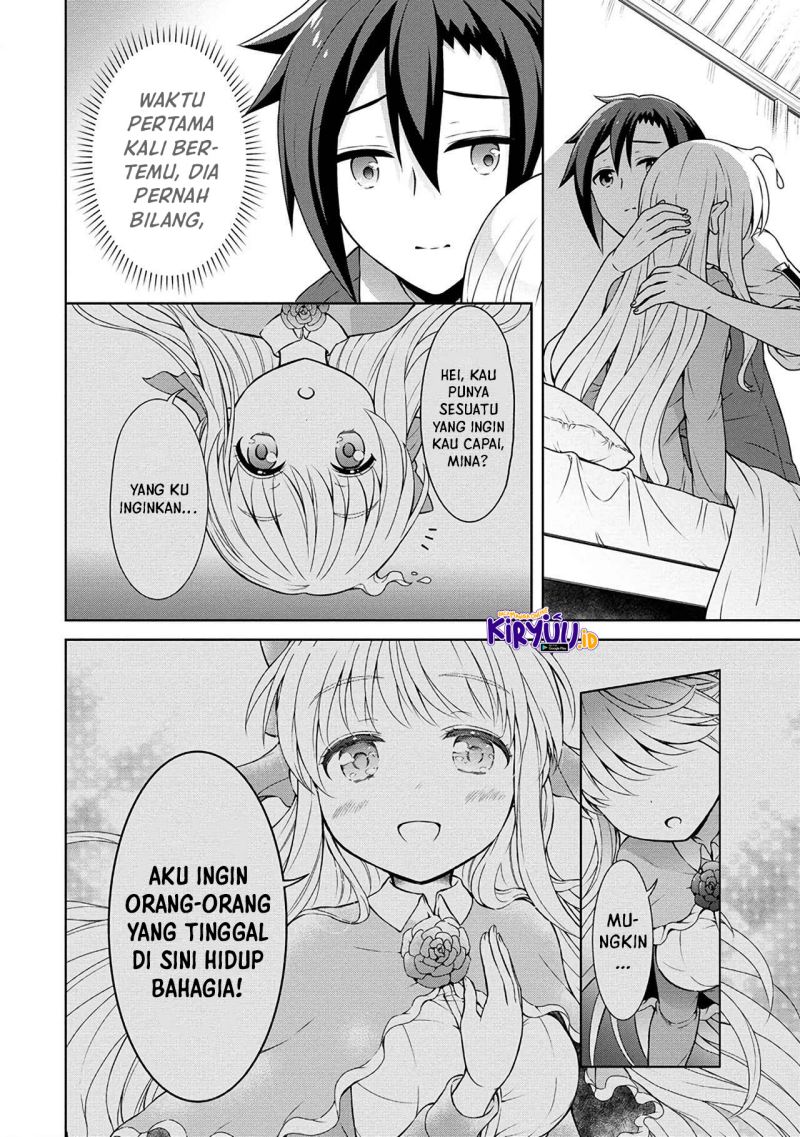 WAKTU
PERTAMA
KALI BER-
TEMU, DIA
PERNAH
BILANG,
HEI, KAU
PUNYA
SESUATU
YANG INGIN
KAU CAPAI,
MINA?
YANG KU
INGINKAN...
KIRYUU.iD
MU-
NGKIN
...
AKU INGIN
ORANG-ORANG
YANG TINGGAL
DI SINI HIDUP
BAHAGIA!